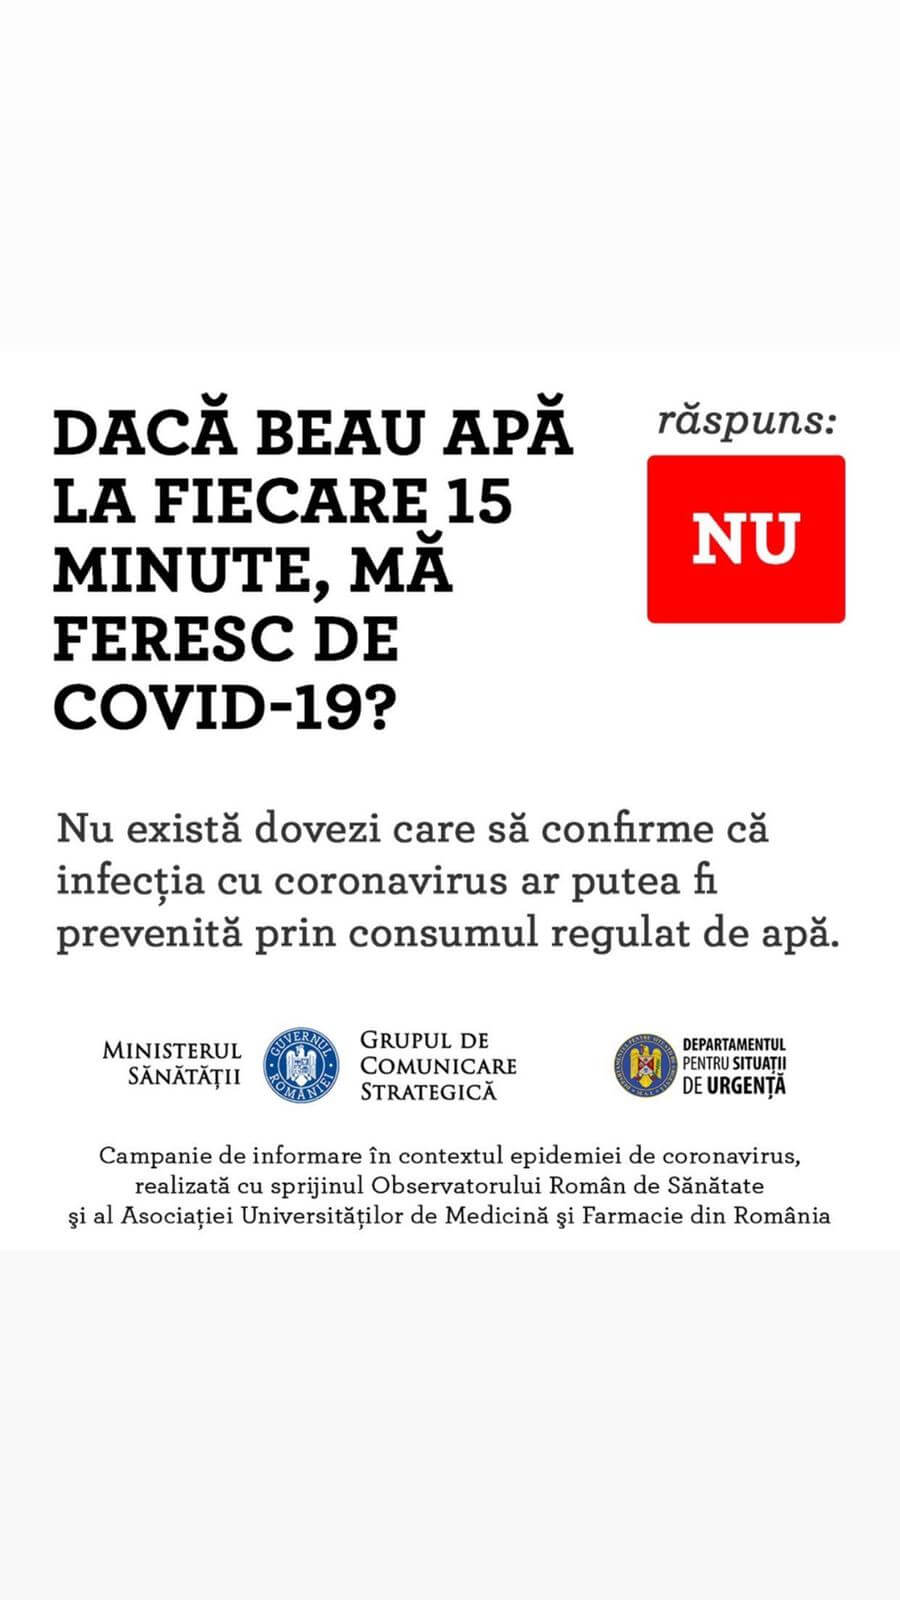 DACĂ BEAU APĂ
LA FIECARE 15
MINUTE, MĂ
FERESC DE
COVID-19?
răspuns:
NU
Nu există dovezi care să confirme că
infecția cu coronavirus ar putea fi
prevenită prin consumul regulat de apă.
MINISTERUL
SĂNĂTĂȚII
GUVERNUL
ROMÂNIEI
GRUPUL DE
COMUNICARE
STRATEGICĂ
DEPARTAMENTUL
PENTRU SITUAȚII
DE URGENȚĂ
Campanie de informare în contextul epidemiei de coronavirus,
realizată cu sprijinul Observatorului Român de Sănătate
şi al Asociației Universităților de Medicină şi Farmacie din România